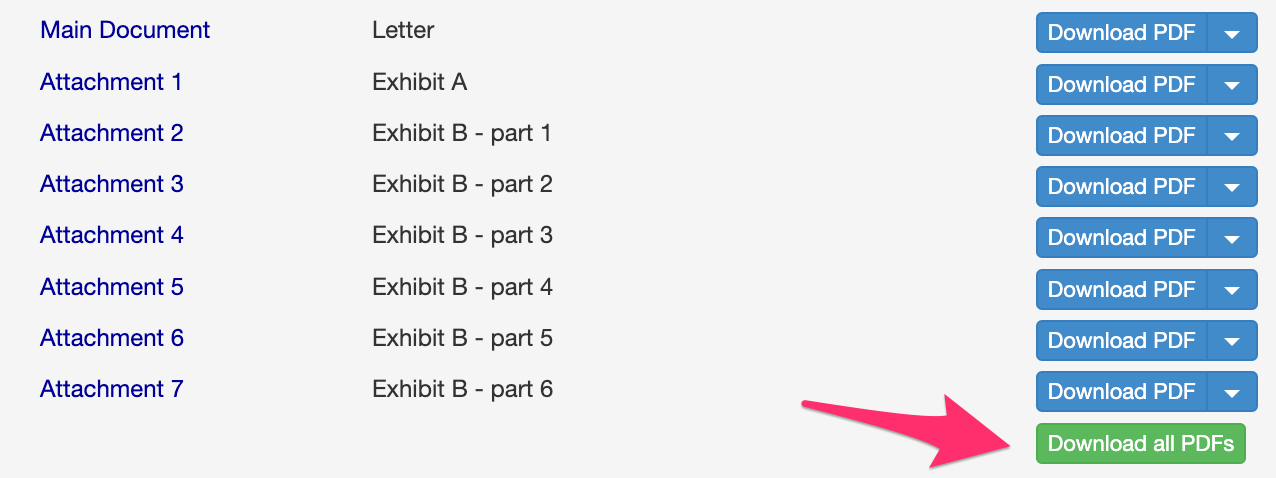 Main Document Letter Download PDF
Attachment 1 Exhibit A Download PDF
Attachment 2 Exhibit B - part 1 Download PDF
Attachment 3 Exhibit B - part 2 Download PDF
Attachment 4 Exhibit B - part 3 Download PDF
Attachment 5 Exhibit B - part 4 Download PDF
Attachment 6 Exhibit B - part 5 Download PDF
Attachment 7 Exhibit B - part 6 Download PDF
Download all PDFs